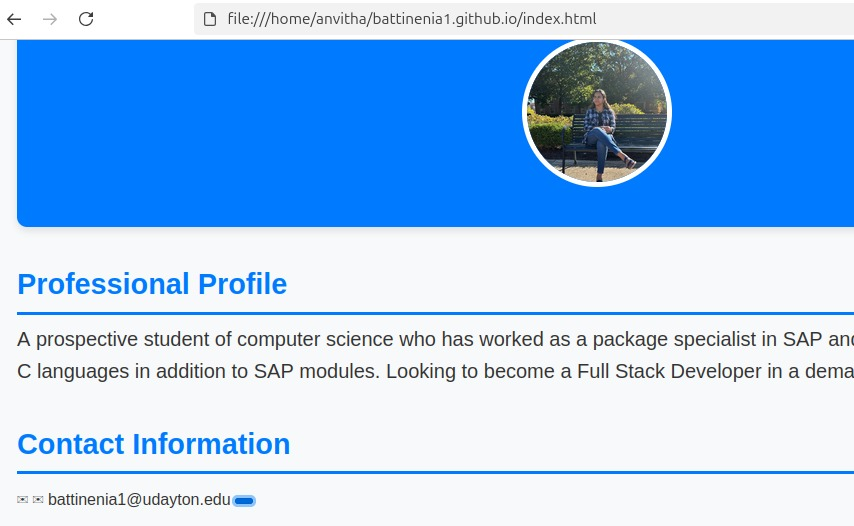 file:///home/anvitha/battinenia1.github.io/index.html
Professional Profile
A prospective student of computer science who has worked as a package specialist in SAP and
C languages in addition to SAP modules. Looking to become a Full Stack Developer in a dema
Contact Information
✉ ✉ battinenia1@udayton.edu